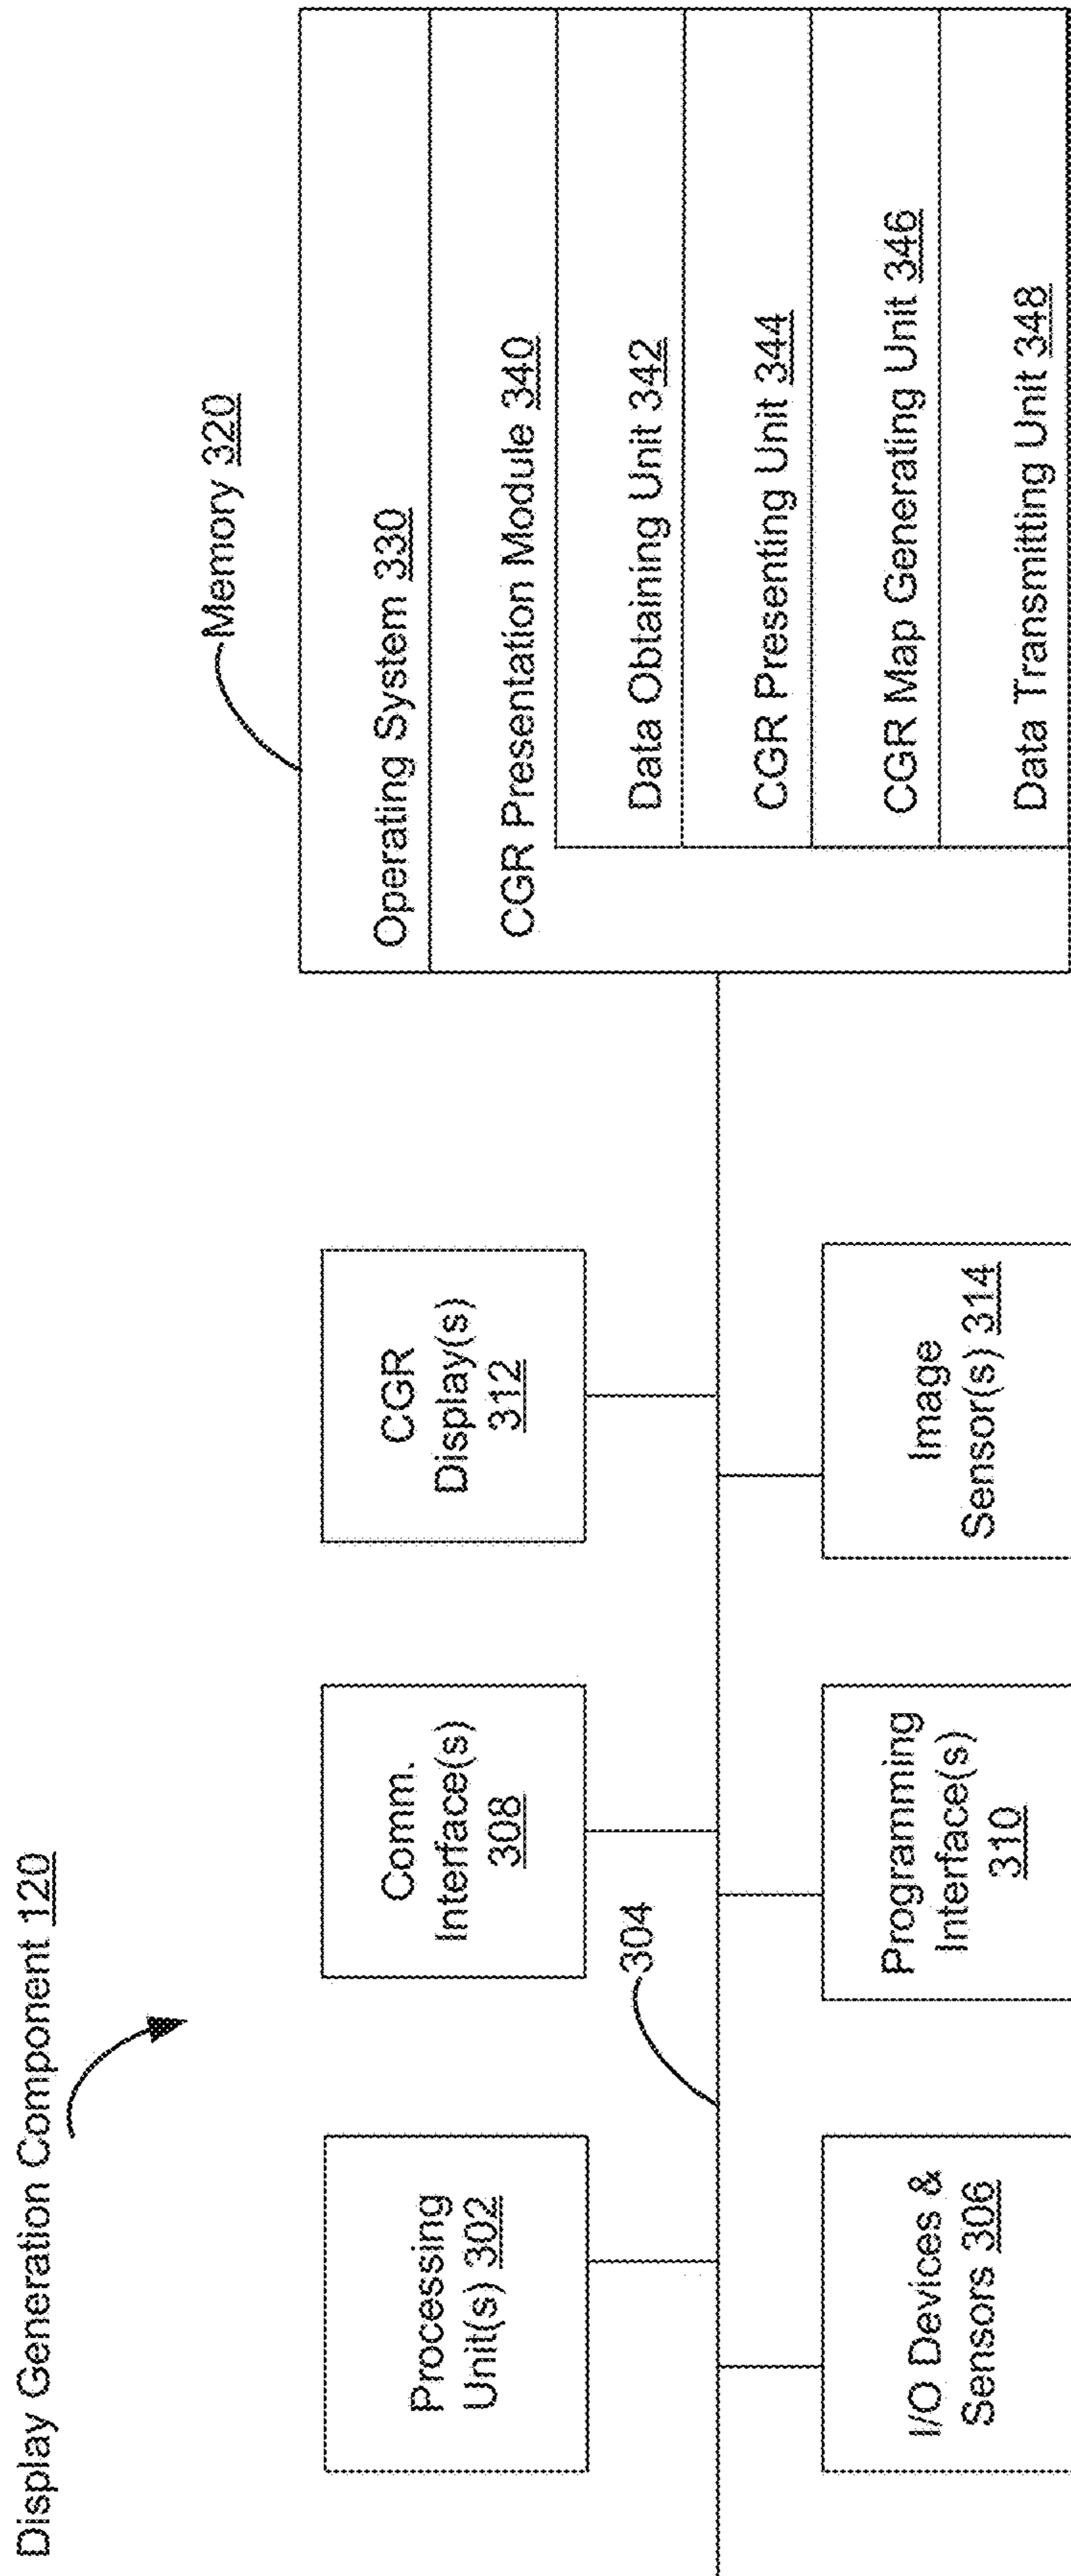 Display Generation Component 120
Memory 320
Operating System 330
CGR Presentation Module 340
Data Obtaining Unit 342
CGR Presenting Unit 344
CGR Map Generating Unit 346
Data Transmitting Unit 348
Processing
Unit(s) 302
Comm.
Interface(s)
308
CGR
Display(s)
312
304
I/O Devices &
Sensors 306
Programming
Interface(s)
310
Image
Sensor(s) 314